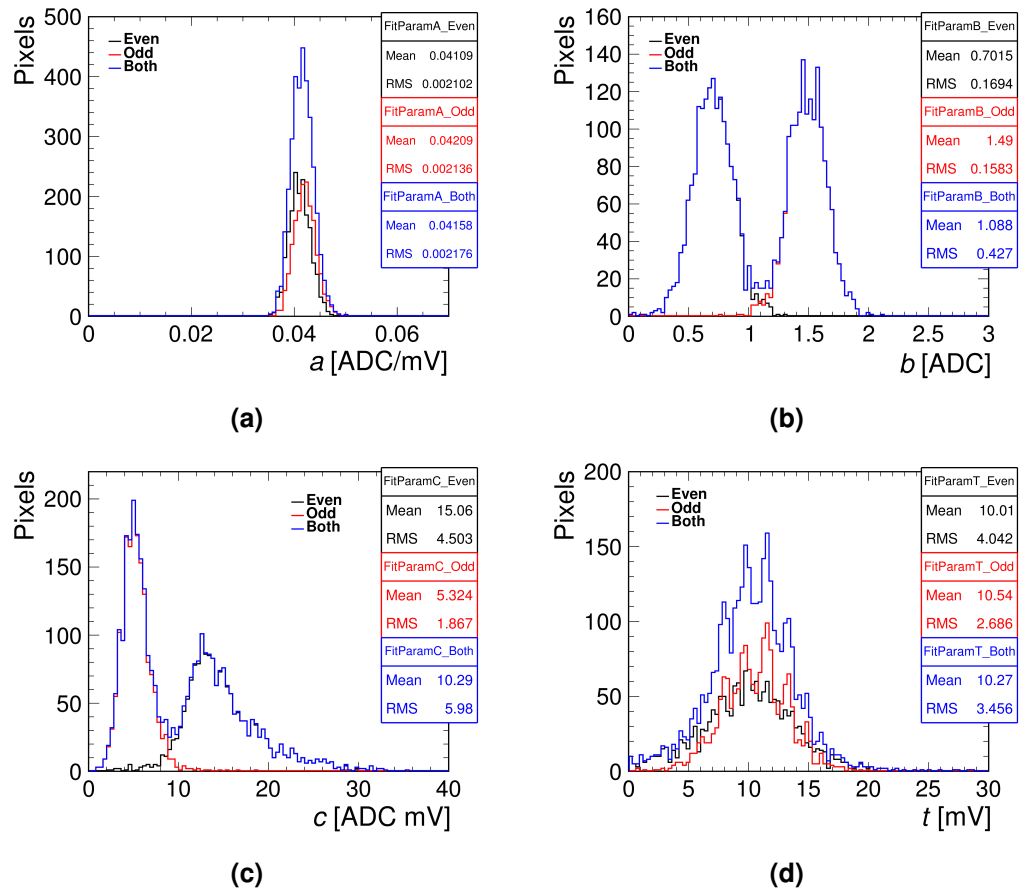 Pixels
500
400
300
200
100
0
0
0.02
0.04
0.06
a [ADC/mV]
Even
Odd
Both
FitParamA_Even
Mean 0.04109
RMS 0.002102
FitParamA_Odd
Mean 0.04209
RMS 0.002136
FitParamA_Both
Mean 0.04158
RMS 0.002176
(a)
Pixels
160
140
120
100
80
60
40
20
0
0
0.5
1
1.5
2
2.5
3
b [ADC]
Even
Odd
Both
FitParamB_Even
Mean 0.7015
RMS 0.1694
FitParamB_Odd
Mean 1.49
RMS 0.1583
FitParamB_Both
Mean 1.088
RMS 0.427
(b)
Pixels
200
150
100
50
0
0
10
20
30
40
c [ADC mV]
Even
Odd
Both
FitParamC_Even
Mean 15.06
RMS 4.503
FitParamC_Odd
Mean 5.324
RMS 1.867
FitParamC_Both
Mean 10.29
RMS 5.98
(c)
Pixels
200
150
100
50
0
0
5
10
15
20
25
30
t [mV]
Even
Odd
Both
FitParamT_Even
Mean 10.01
RMS 4.042
FitParamT_Odd
Mean 10.54
RMS 2.686
FitParamT_Both
Mean 10.27
RMS 3.456
(d)